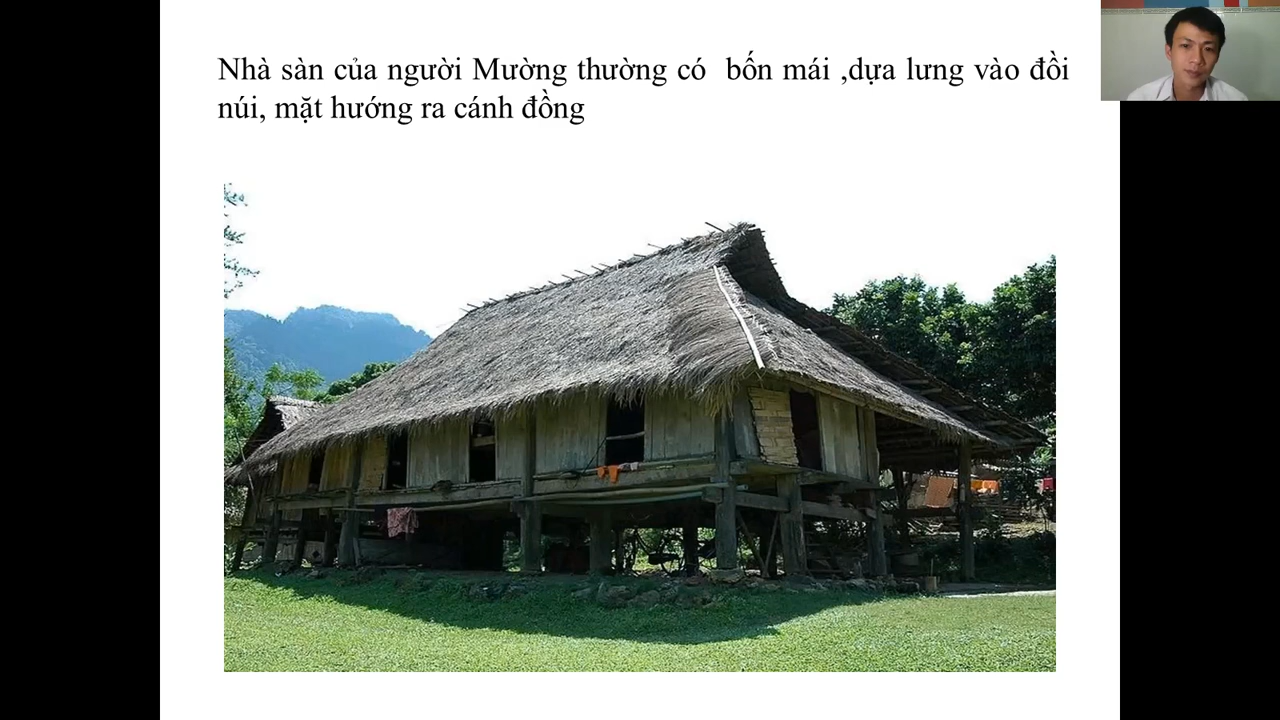 Nhà sàn của người Mường thường có  bốn mái ,dựa lưng vào đồi
núi, mặt hướng ra cánh đồng